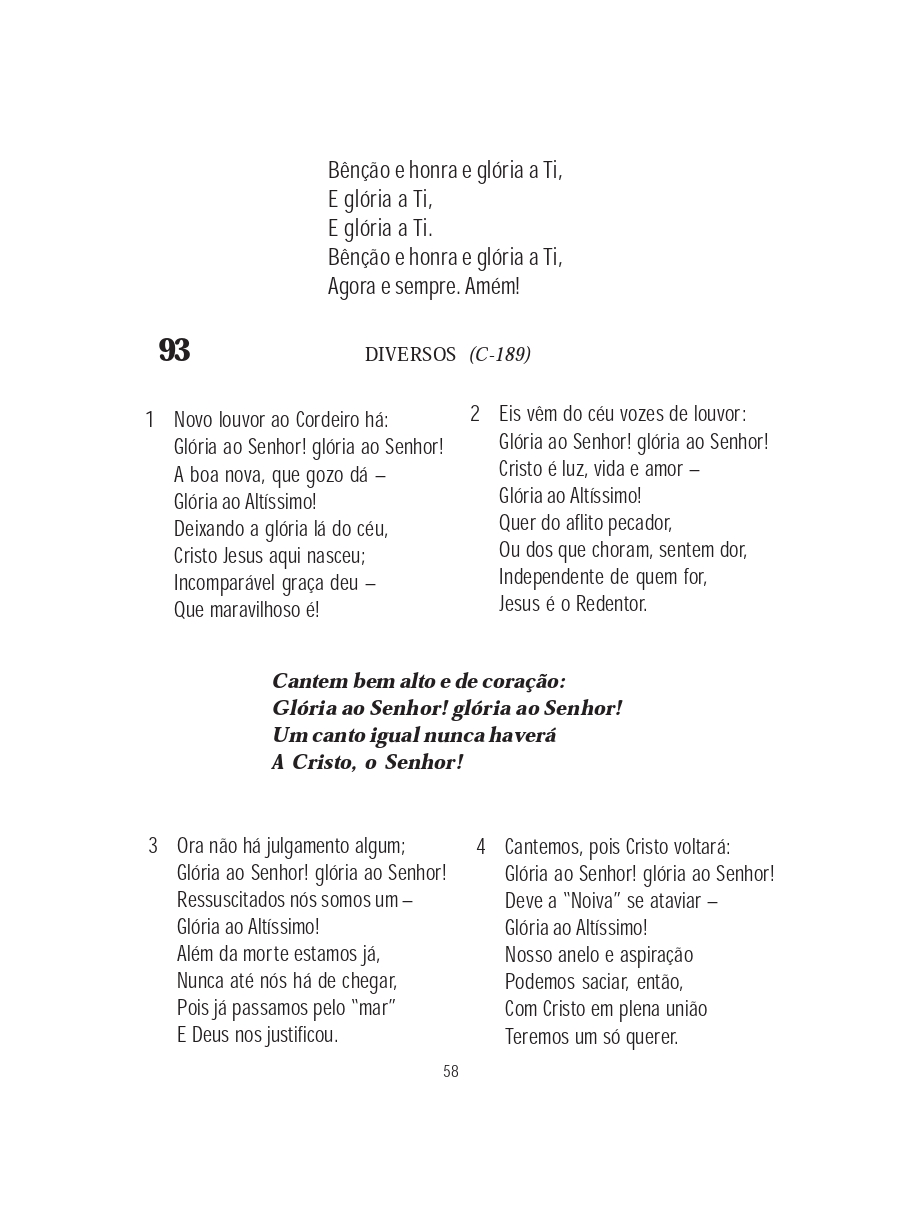 Bênção e honra e glória a Ti,
E glória a Ti,
E glória a Ti.
Bênção e honra e glória a Ti,
Agora e sempre. Amém!
93 DIVERSOS (C-189)
1 Novo louvor ao Cordeiro há:
Glória ao Senhor! glória ao Senhor!
A boa nova, que gozo dá –
Glória ao Altíssimo!
Deixando a glória lá do céu,
Cristo Jesus aqui nasceu;
Incomparável graça deu –
Que maravilhoso é!
2 Eis vêm do céu vozes de louvor:
Glória ao Senhor! glória ao Senhor!
Cristo é luz, vida e amor –
Glória ao Altíssimo!
Quer do aflito pecador,
Ou dos que choram, sentem dor,
Independente de quem for,
Jesus é o Redentor.
Cantem bem alto e de coração:
Glória ao Senhor! glória ao Senhor!
Um canto igual nunca haverá
A Cristo, o Senhor!
3 Ora não há julgamento algum;
Glória ao Senhor! glória ao Senhor!
Ressuscitados nós somos um –
Glória ao Altíssimo!
Além da morte estamos já,
Nunca até nós há de chegar,
Pois já passamos pelo “mar”
E Deus nos justificou.
4 Cantemos, pois Cristo voltará:
Glória ao Senhor! glória ao Senhor!
Deve a “Noiva” se ataviar –
Glória ao Altíssimo!
Nosso anelo e aspiração
Podemos saciar, então,
Com Cristo em plena união
Teremos um só querer.
58